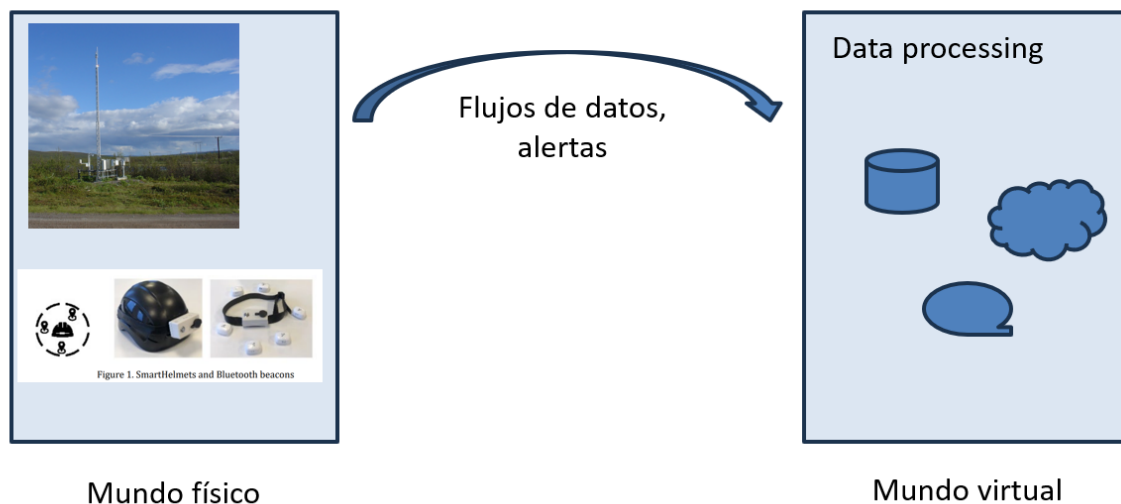 Data processing
Flujos de datos,
alertas
Figure 1. SmartHelmets and Bluetooth beacons
Mundo físico
Mundo virtual